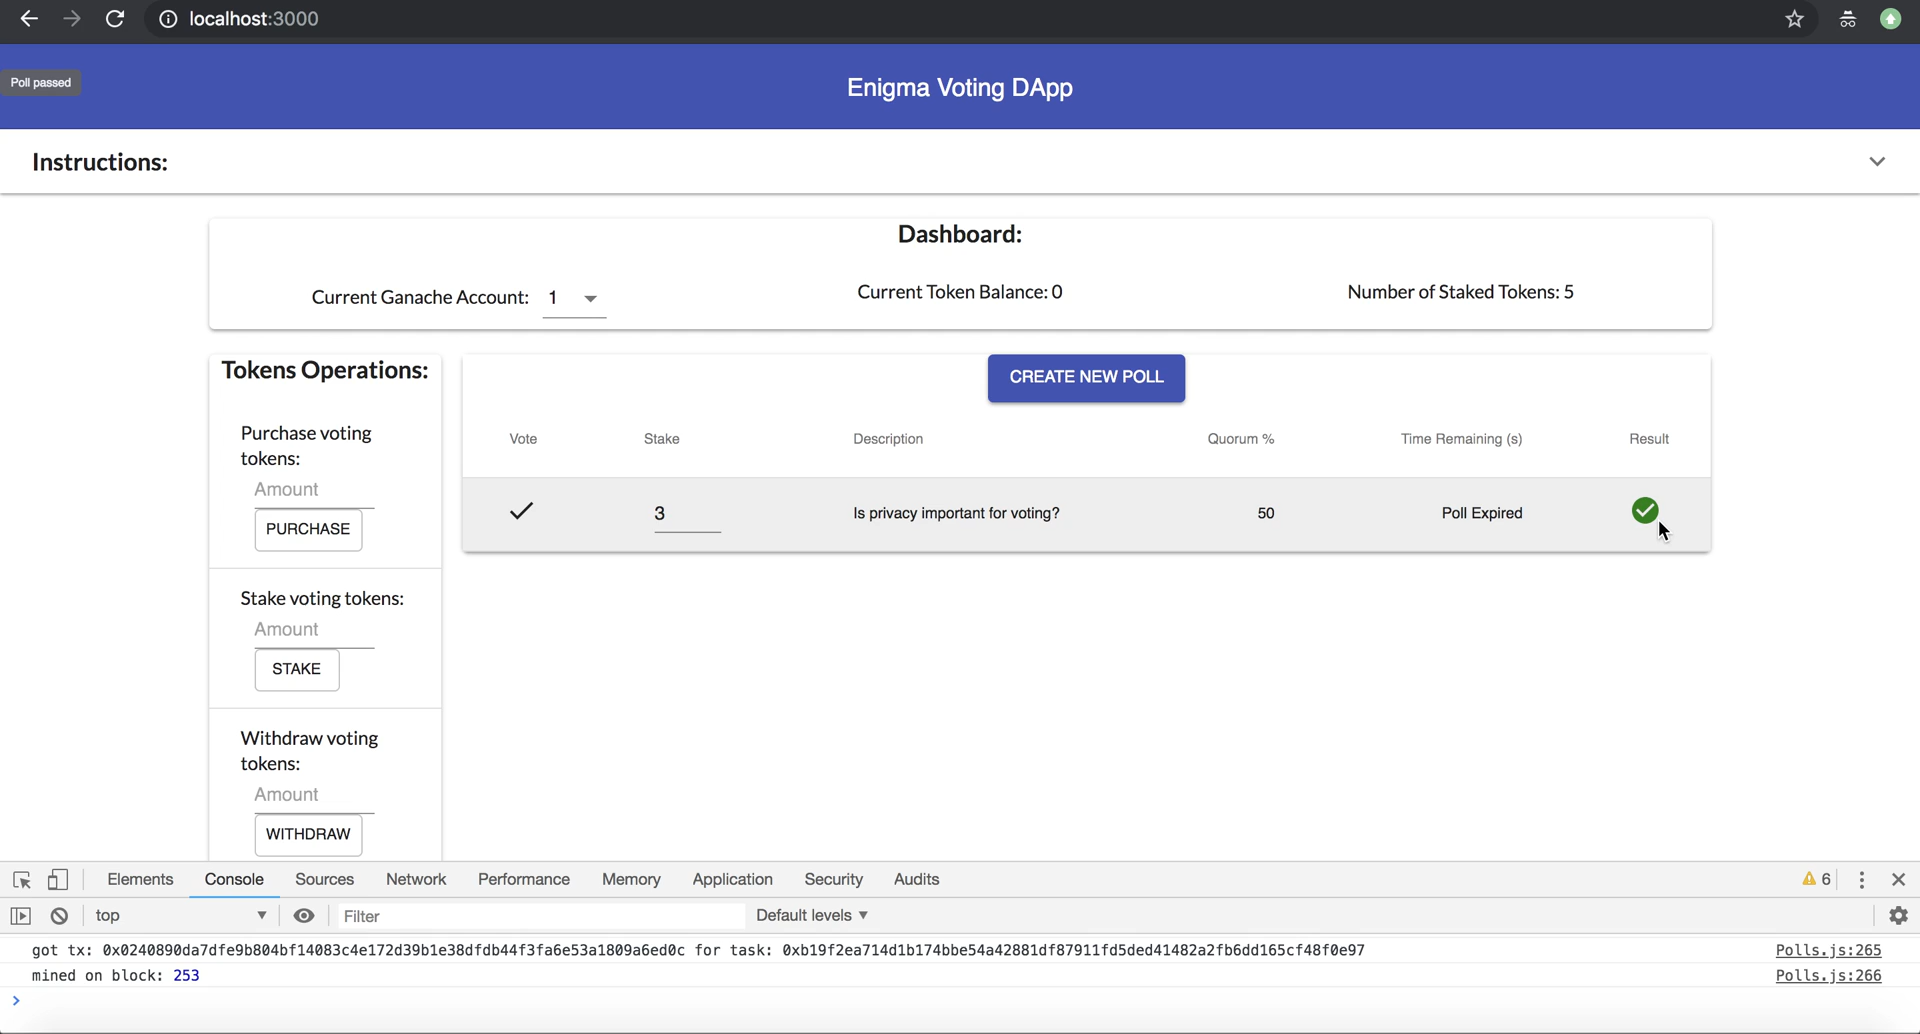 localhost:3000
Poll passed
Enigma Voting DApp
Instructions:
Dashboard:
Current Ganache Account: 1
Current Token Balance: 0
Number of Staked Tokens: 5
Tokens Operations:
Purchase voting
tokens:
Amount
PURCHASE
Stake voting tokens:
Amount
STAKE
Withdraw voting
tokens:
Amount
WITHDRAW
CREATE NEW POLL
Vote Stake Description Quorum % Time Remaining (s) Result
3 Is privacy important for voting? 50 Poll Expired
Elements Console Sources Network Performance Memory Application Security Audits 6
top Filter Default levels
got tx: 0x0240890da7dfe9b804bf14083c4e172d39b1e38dfdb44f3fa6e53a1809a6ed0c for task: 0xb19f2ea714d1b174bbe54a42881df87911fd5ded41482a2fb6dd165cf48f0e97 Polls.js:265
mined on block: 253 Polls.js:266